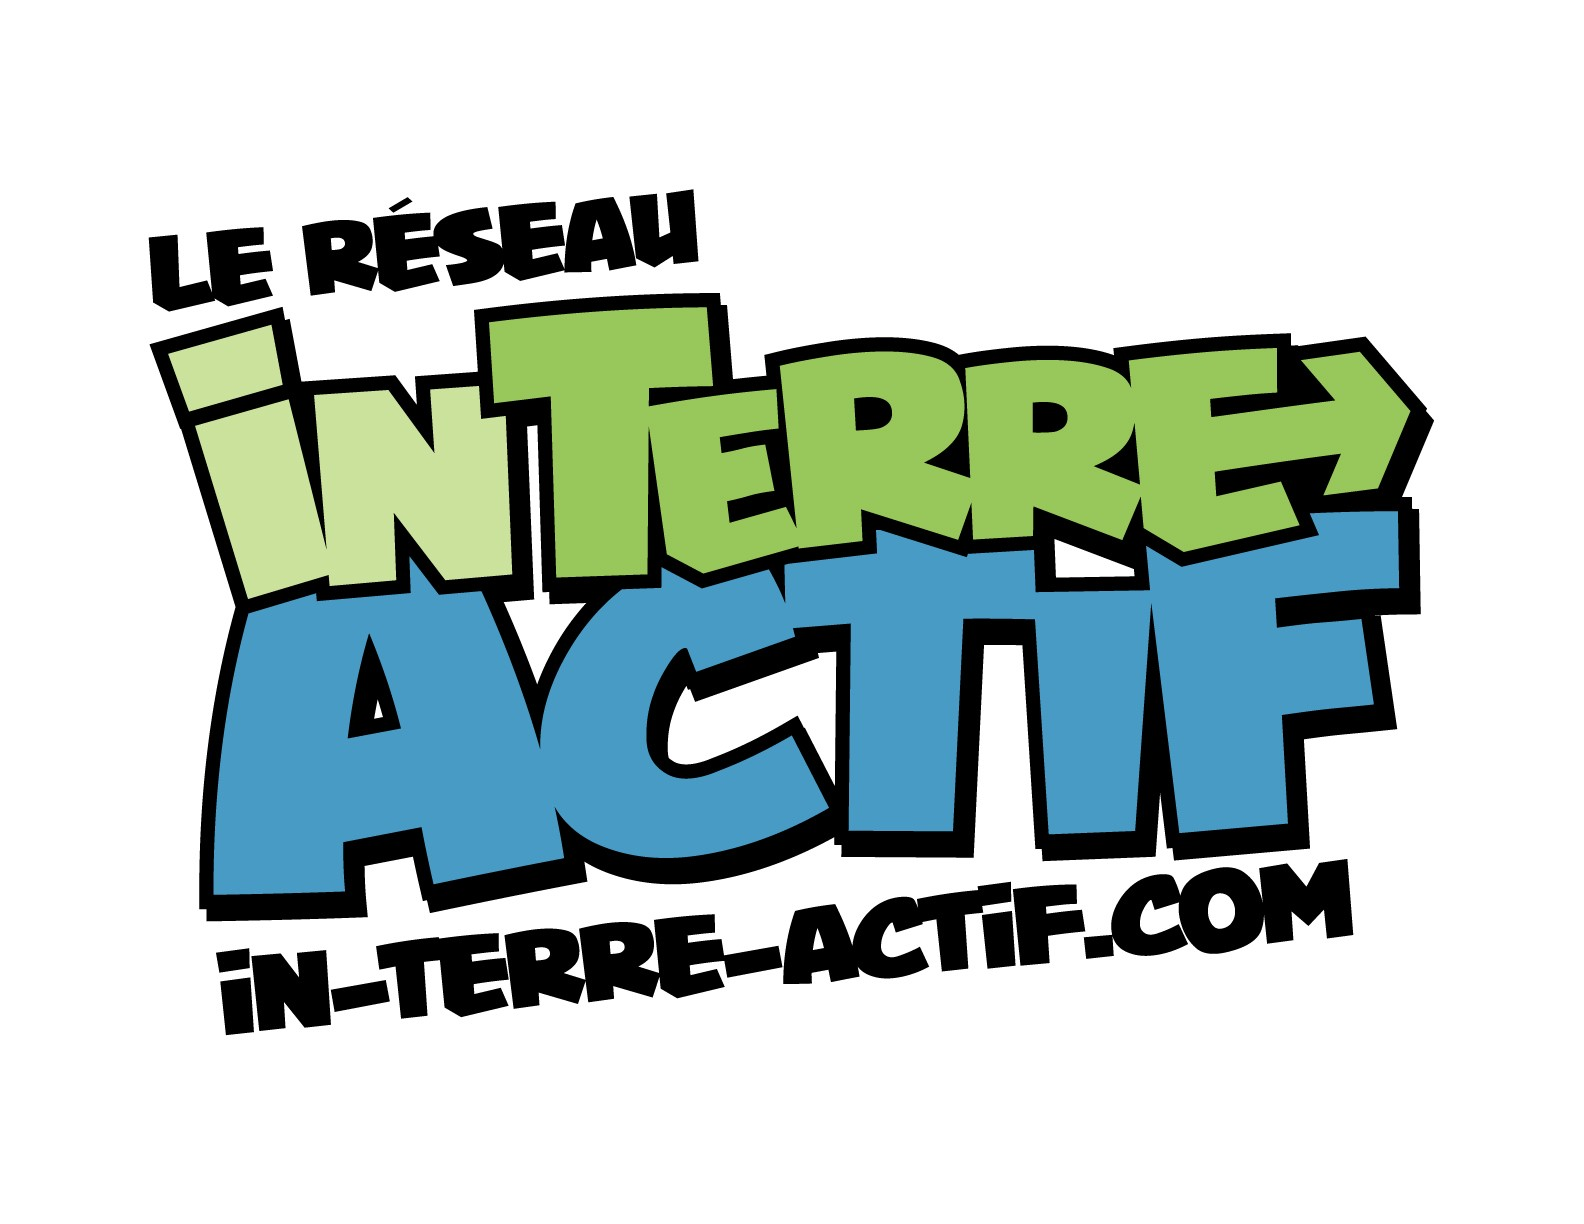 LE RÉSEAU
iNTERRE
ACTiF
iN-TERRE-ACTiF.COM